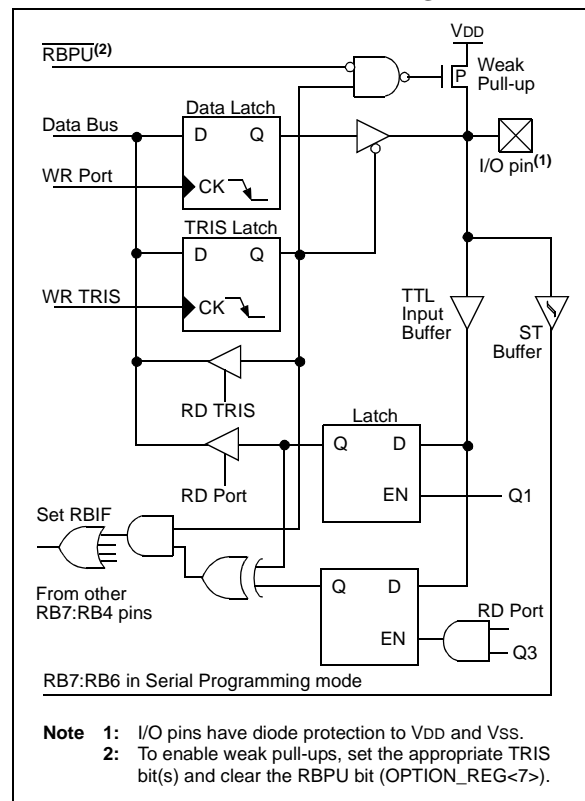 RBPU(2)
VDD
Weak
Pull-up
P
Data Latch
Data Bus
D Q
I/O pin(1)
WR Port
CK
TRIS Latch
D Q
WR TRIS
CK
TTL
Input
Buffer
ST
Buffer
RD TRIS
Latch
Q D
RD Port
EN
Q1
Set RBIF
From other
RB7:RB4 pins
Q D
RD Port
EN
Q3
RB7:RB6 in Serial Programming mode
Note 1: I/O pins have diode protection to VDD and VSS.
2: To enable weak pull-ups, set the appropriate TRIS
bit(s) and clear the RBPU bit (OPTION_REG<7>).